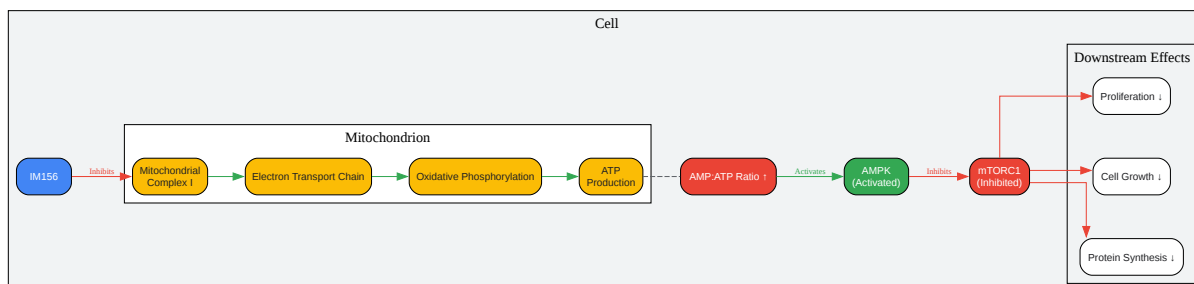 Cell
Downstream Effects
Proliferation ↓
Mitochondrion
IM156
Inhibits
Mitochondrial
Complex I
Electron Transport Chain
Oxidative Phosphorylation
ATP
Production
AMP:ATP Ratio ↑
Activates
AMPK
(Activated)
Inhibits
mTORC1
(Inhibited)
Cell Growth ↓
Protein Synthesis ↓